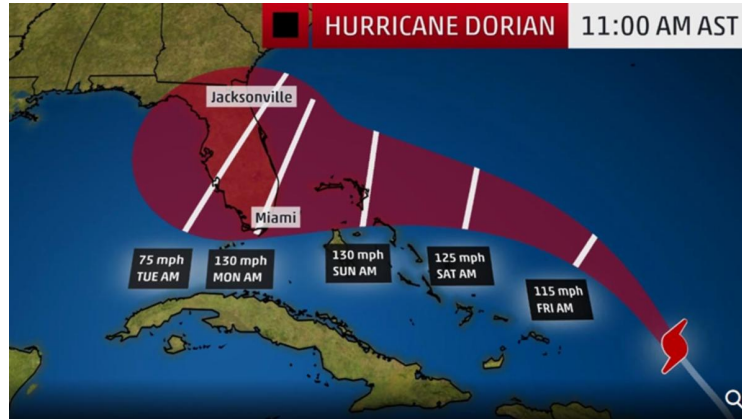 HURRICANE DORIAN
11:00 AM AST
Jacksonville
Miami
75 mph
TUE AM
130 mph
MON AM
130 mph
SUN AM
125 mph
SAT AM
115 mph
FRI AM